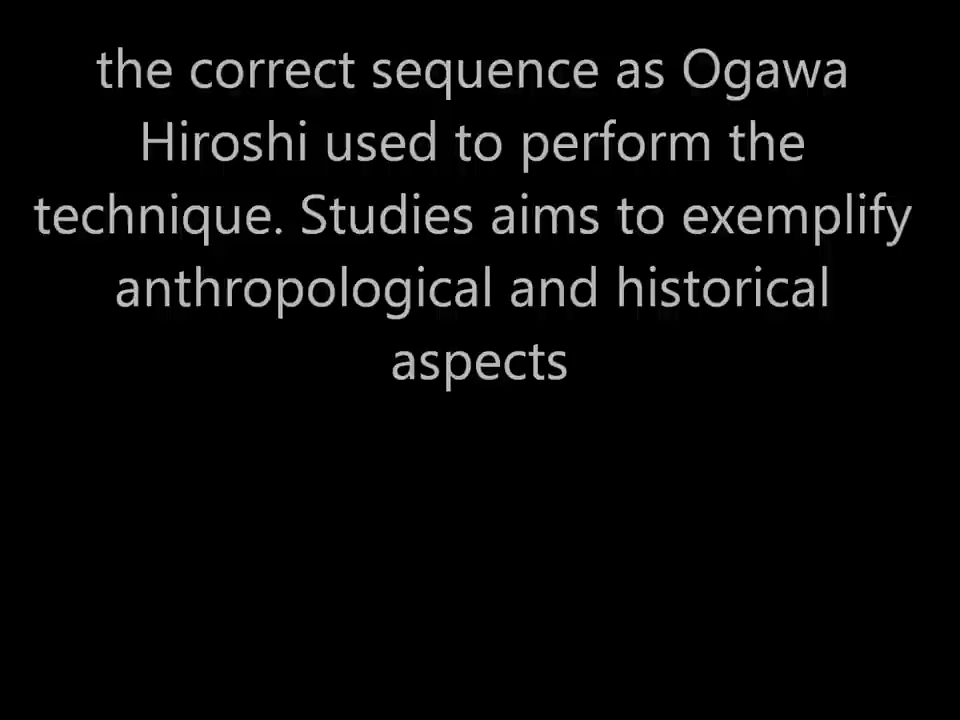 the correct sequence as Ogawa
Hiroshi used to perform the
technique. Studies aims to exemplify
anthropological and historical
aspects